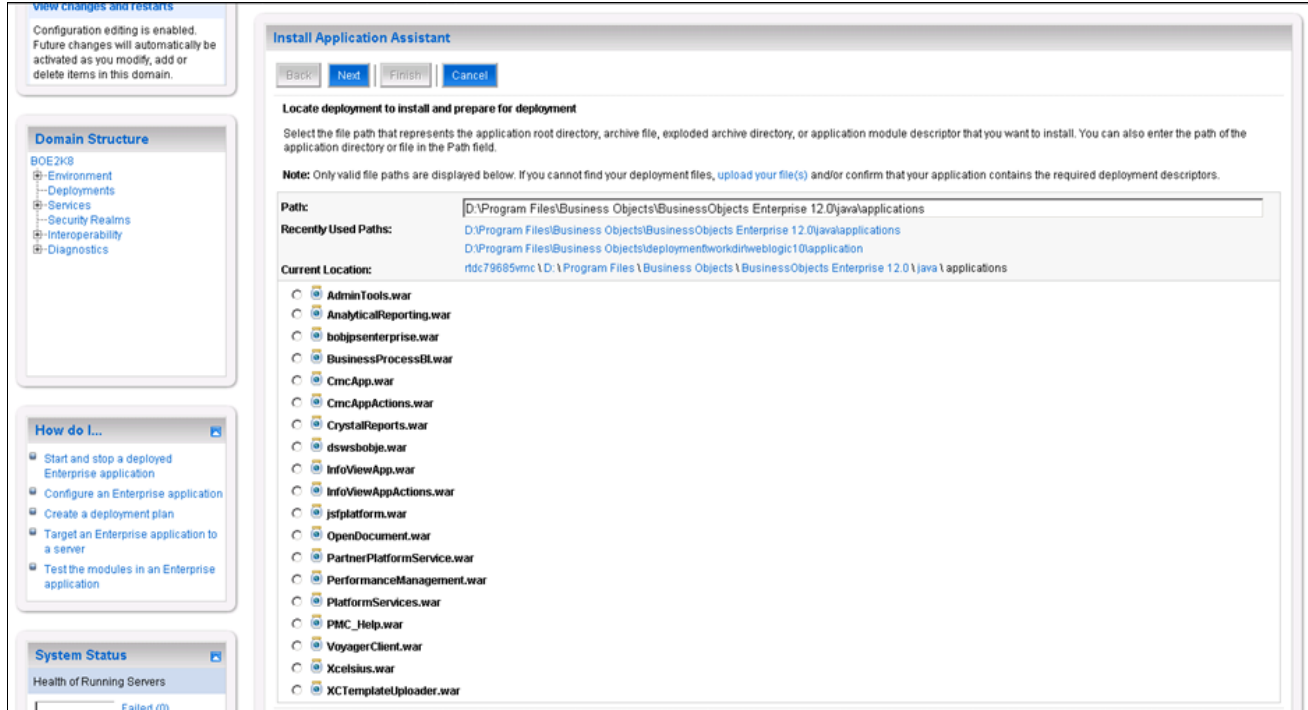 View changes and restarts
Configuration editing is enabled.
Future changes will automatically be
activated as you modify, add or
delete items in this domain.
Domain Structure
BOE2K8
Environment
Deployments
Services
Security Realms
Interoperability
Diagnostics
How do I...
Start and stop a deployed
Enterprise application
Configure an Enterprise application
Create a deployment plan
Target an Enterprise application to
a server
Test the modules in an Enterprise
application
System Status
Health of Running Servers
Failed (0)
Install Application Assistant
Back Next Finish Cancel
Locate deployment to install and prepare for deployment
Select the file path that represents the application root directory, archive file, exploded archive directory, or application module descriptor that you want to install. You can also enter the path of the
application directory or file in the Path field.
Note: Only valid file paths are displayed below. If you cannot find your deployment files, upload your file(s) and/or confirm that your application contains the required deployment descriptors.
Path: D:\Program Files\Business Objects\BusinessObjects Enterprise 12.0\java\applications
Recently Used Paths: D:\Program Files\Business Objects\BusinessObjects Enterprise 12.0\java\applications
D:\Program Files\Business Objects\deployment\workdir\weblogic10\application
Current Location: rtdc79685vmc \ D: \ Program Files \ Business Objects \ BusinessObjects Enterprise 12.0 \ java \ applications
AdminTools.war
AnalyticalReporting.war
bobjpsenterprise.war
BusinessProcessBI.war
CmcApp.war
CmcAppActions.war
CrystalReports.war
dswsbobje.war
InfoViewApp.war
InfoViewAppActions.war
jsfplatform.war
OpenDocument.war
PartnerPlatformService.war
PerformanceManagement.war
PlatformServices.war
PMC_Help.war
VoyagerClient.war
Xcelsius.war
XCTemplateUploader.war